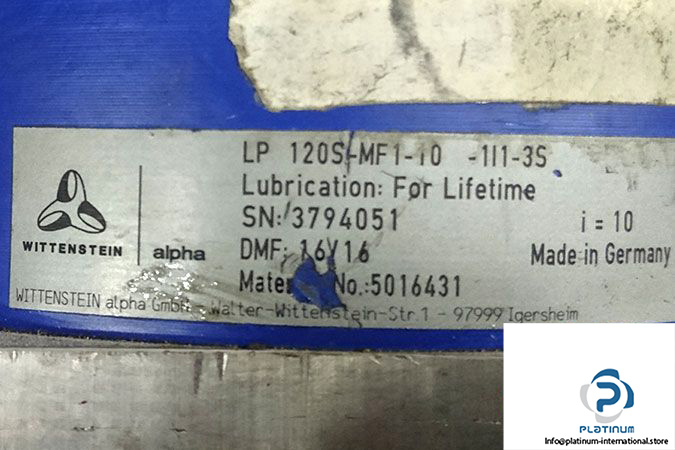 LP 120S-MF1-10 -1I1-3S
Lubrication: For Lifetime
SN: 3794051
i = 10
DMF: 16Y16
Made in Germany
No.:5016431
WITTENSTEIN alpha
WITTENSTEIN alpha GmbH - Walter-Wittenstein-Str.1 - 97999 Igersheim
PLATINUM
Info@platinum-international.store